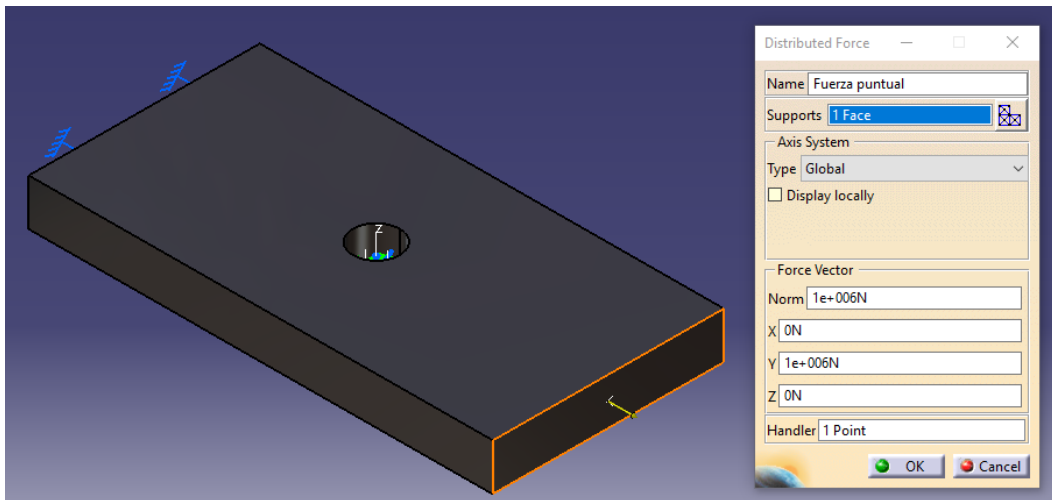 Distributed Force
Name Fuerza puntual
Supports 1 Face
Axis System
Type Global
Display locally
Force Vector
Norm 1e+006N
X 0N
Y 1e+006N
Z 0N
Handler 1 Point
OK Cancel
z